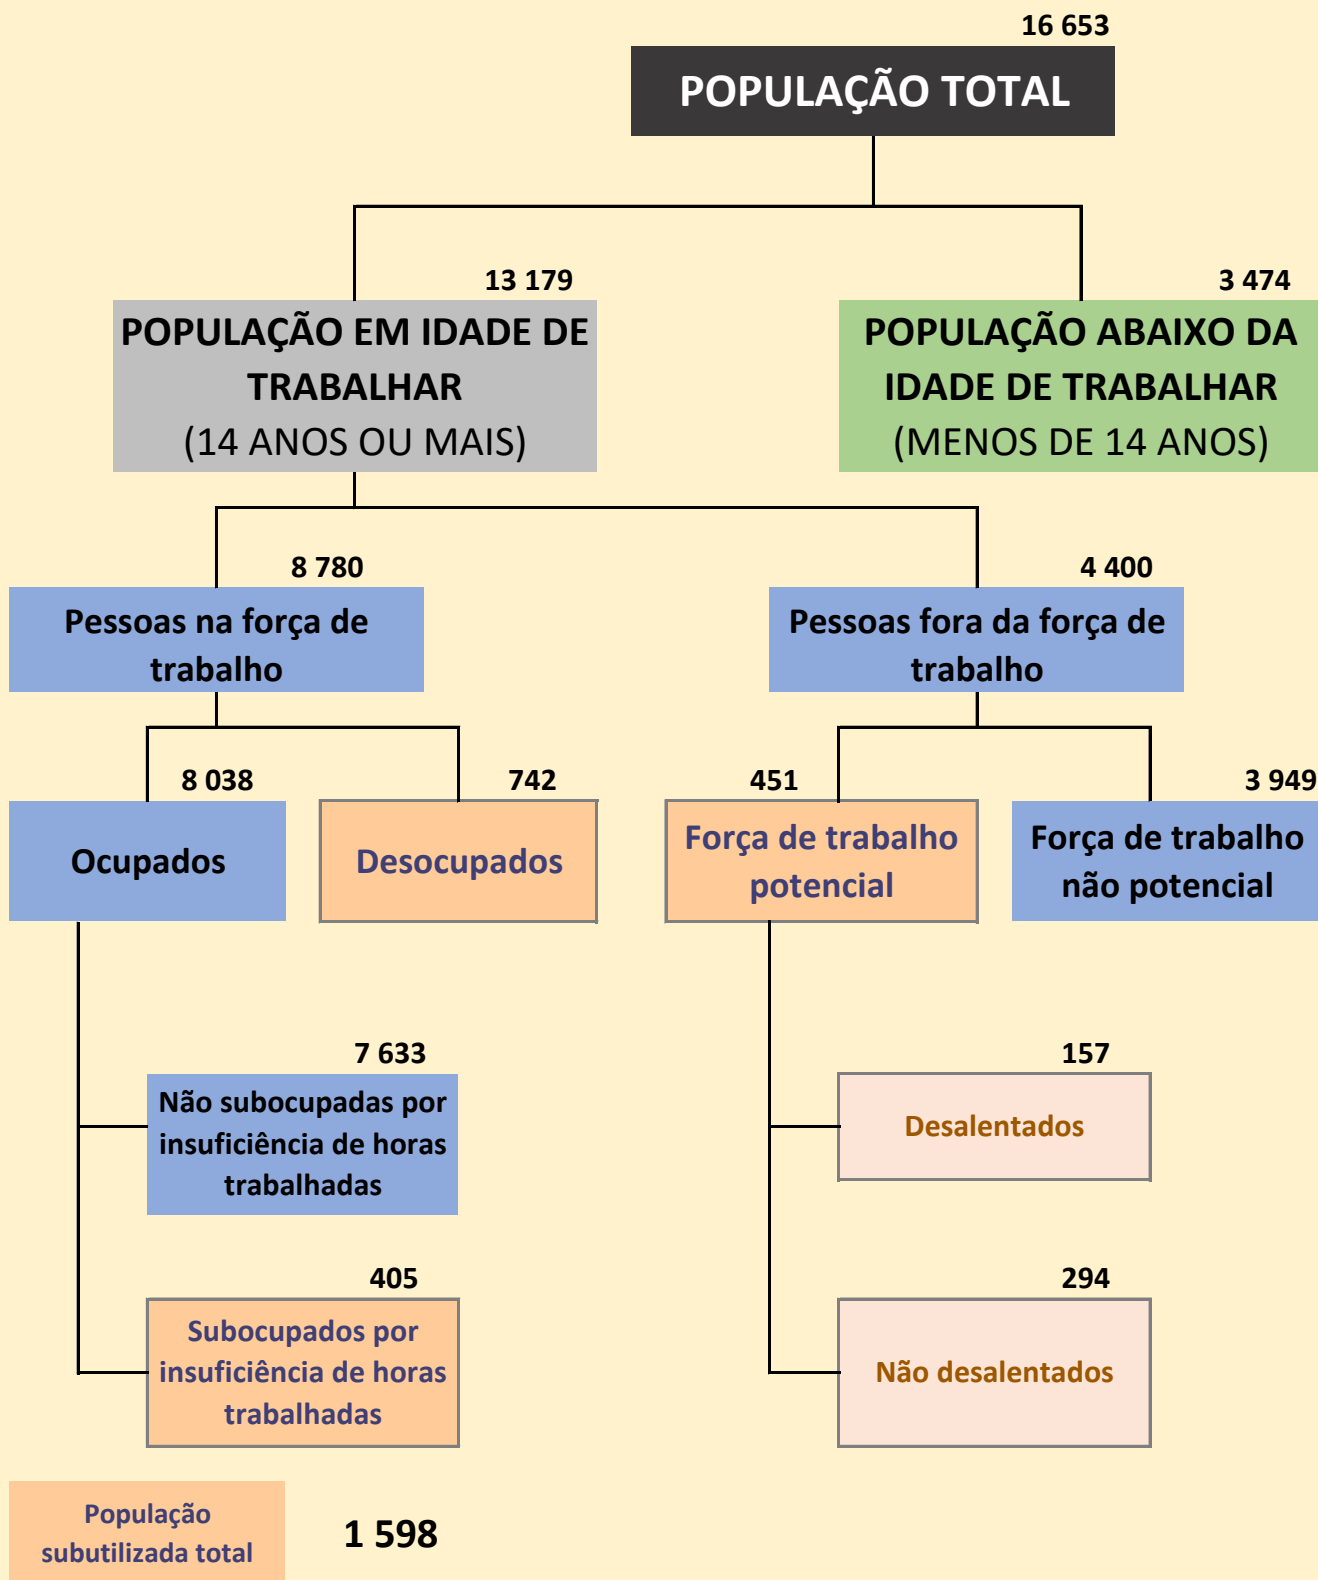 16 653
POPULAÇÃO TOTAL
13 179
POPULAÇÃO EM IDADE DE
TRABALHAR
(14 ANOS OU MAIS)
3 474
POPULAÇÃO ABAIXO DA
IDADE DE TRABALHAR
(MENOS DE 14 ANOS)
8 780
Pessoas na força de
trabalho
4 400
Pessoas fora da força de
trabalho
8 038
Ocupados
742
Desocupados
451
Força de trabalho
potencial
3 949
Força de trabalho
não potencial
7 633
Não subocupadas por
insuficiência de horas
trabalhadas
157
Desalentados
405
Subocupados por
insuficiência de horas
trabalhadas
294
Não desalentados
População
subutilizada total
1 598